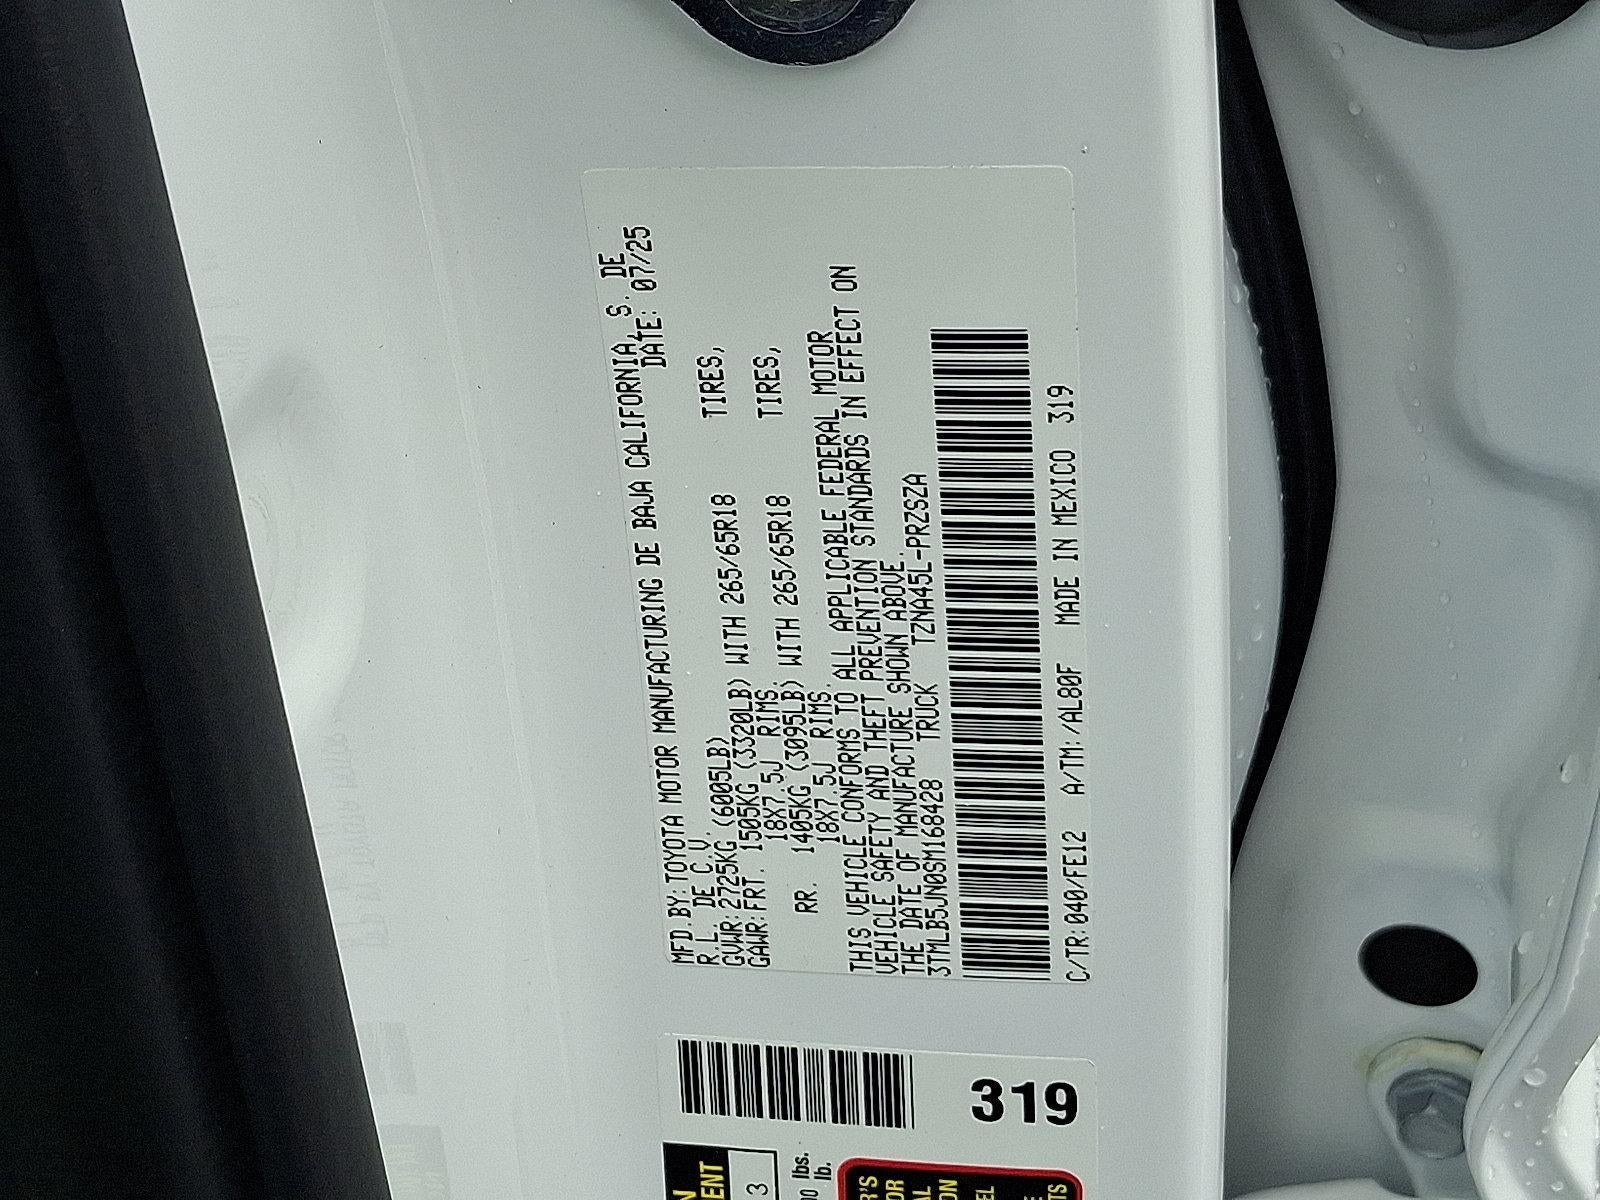 MFD.BY:TOYOTA MOTOR MANUFACTURING DE BAJA CALIFORNIA, S. DE
R.L. DE C.V. DATE: 07/25
GVWR:2725KG (6005LB)
GAWR:FRT. 1505KG (3320LB) WITH 265/65R18 TIRES,
18X7.5J RIMS.
RR. 1405KG (3095LB) WITH 265/65R18 TIRES,
18X7.5J RIMS.
THIS VEHICLE CONFORMS TO ALL APPLICABLE FEDERAL MOTOR
VEHICLE SAFETY AND THEFT PREVENTION STANDARDS IN EFFECT ON
THE DATE OF MANUFACTURE SHOWN ABOVE.
3TMLB5JN0SM168428 TRUCK TZNA45L-PRZSZA
C/TR:040/FE12 A/TM:/AL80F MADE IN MEXICO 319
319
3
lbs.
lb.